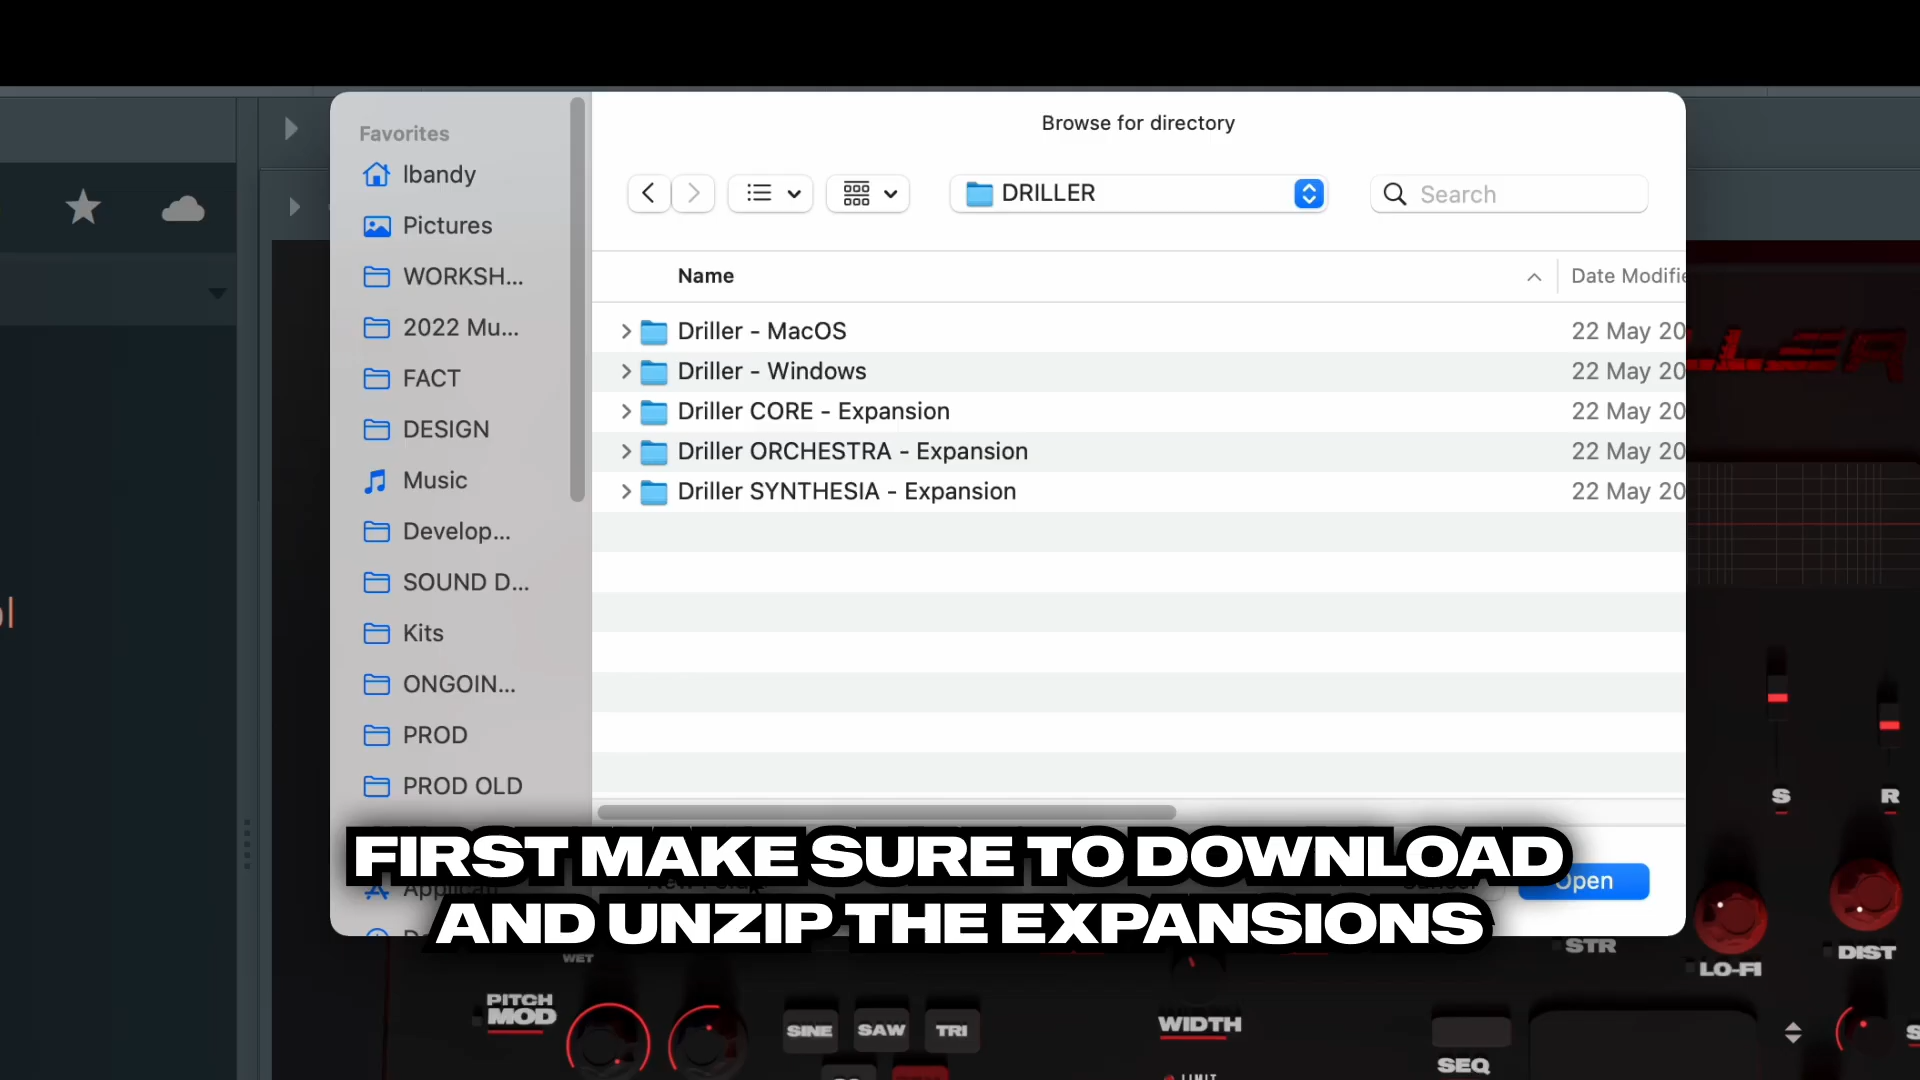 Browse for directory
Favorites
lbandy
Pictures
WORKSH...
2022 Mu...
FACT
DESIGN
Music
Develop...
SOUND D...
Kits
ONGOIN...
PROD
PROD OLD
DRILLER
Search
Name
Date Modifie
Driller - MacOS
22 May 20
Driller - Windows
22 May 20
Driller CORE - Expansion
22 May 20
Driller ORCHESTRA - Expansion
22 May 20
Driller SYNTHESIA - Expansion
22 May 20
Open
FIRST MAKE SURE TO DOWNLOAD
AND UNZIP THE EXPANSIONS
S
R
STR
LO-FI
DIST
WET
PITCH
MOD
SINE
SAW
TRI
WIDTH
SEQ
LIMIT